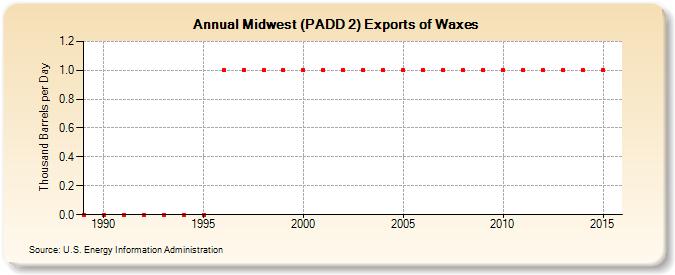 Annual Midwest (PADD 2) Exports of Waxes
Thousand Barrels per Day
1.2
1.0
0.8
0.6
0.4
0.2
0.0
1990 1995 2000 2005 2010 2015
Source: U.S. Energy Information Administration